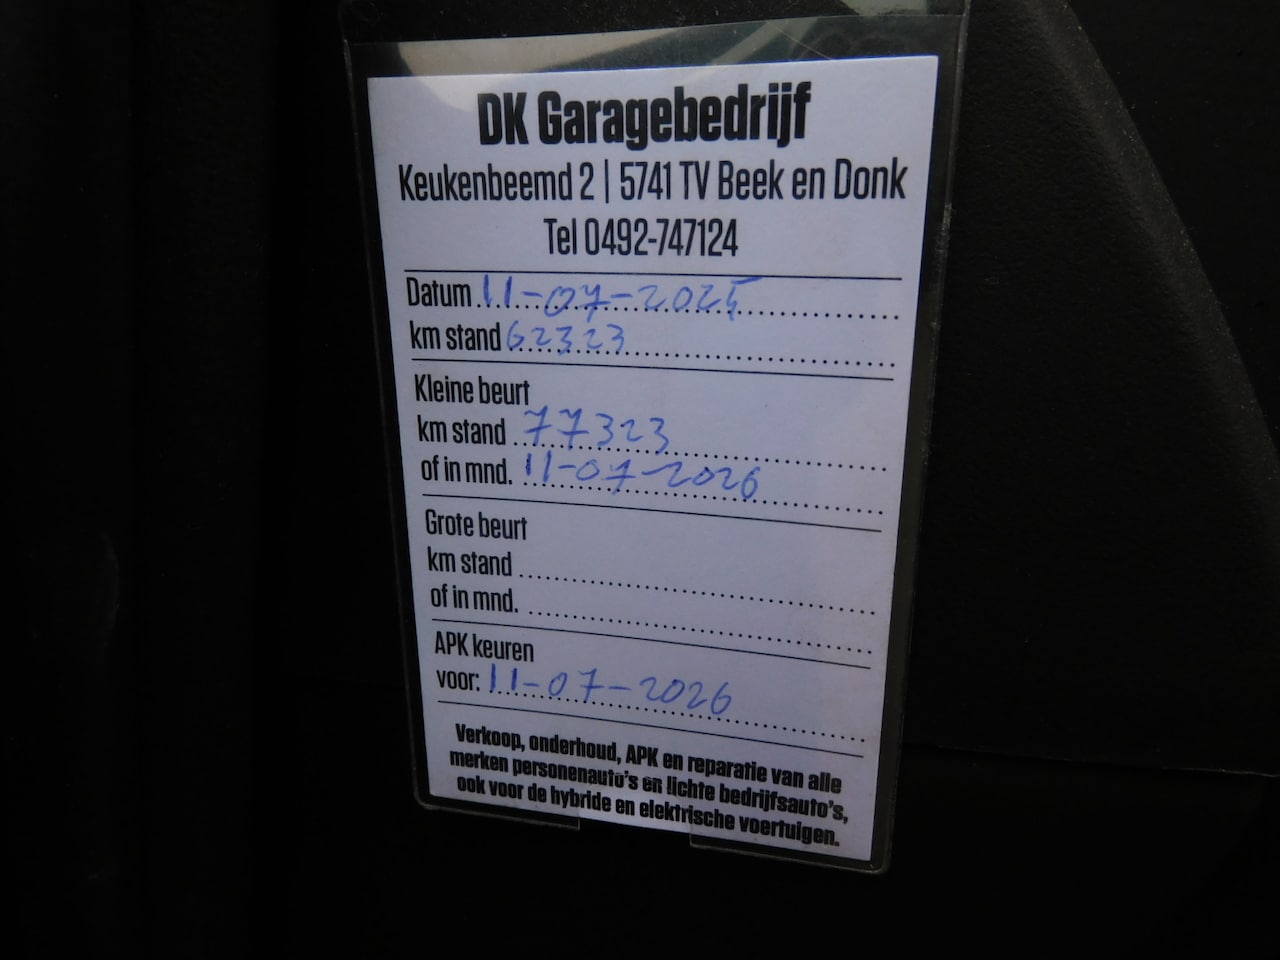 DK Garagebedrijf
Keukenbeemd 2 | 5741 TV Beek en Donk
Tel 0492-747124
Datum 11-07-2025
km stand 62323
Kleine beurt
km stand 77323
of in mnd. 11-07-2026
Grote beurt
km stand
of in mnd.
APK keuren
voor: 11-07-2026
Verkoop, onderhoud, APK en reparatie van alle
merken personenauto's en lichte bedrijfsauto's,
ook voor de hybride en elektrische voertuigen.